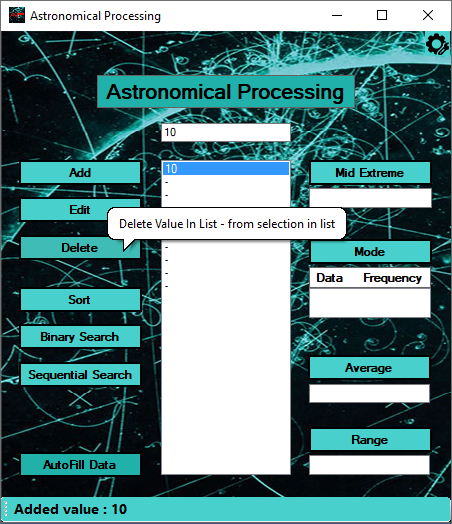 Astronomical Processing
Astronomical Processing
10
Add
10
Mid Extreme
-
-
Edit
Delete Value In List - from selection in list
Delete
-
Mode
-
-
-
Data Frequency
Sort
Binary Search
Sequential Search
Average
Range
AutoFill Data
Added value : 10